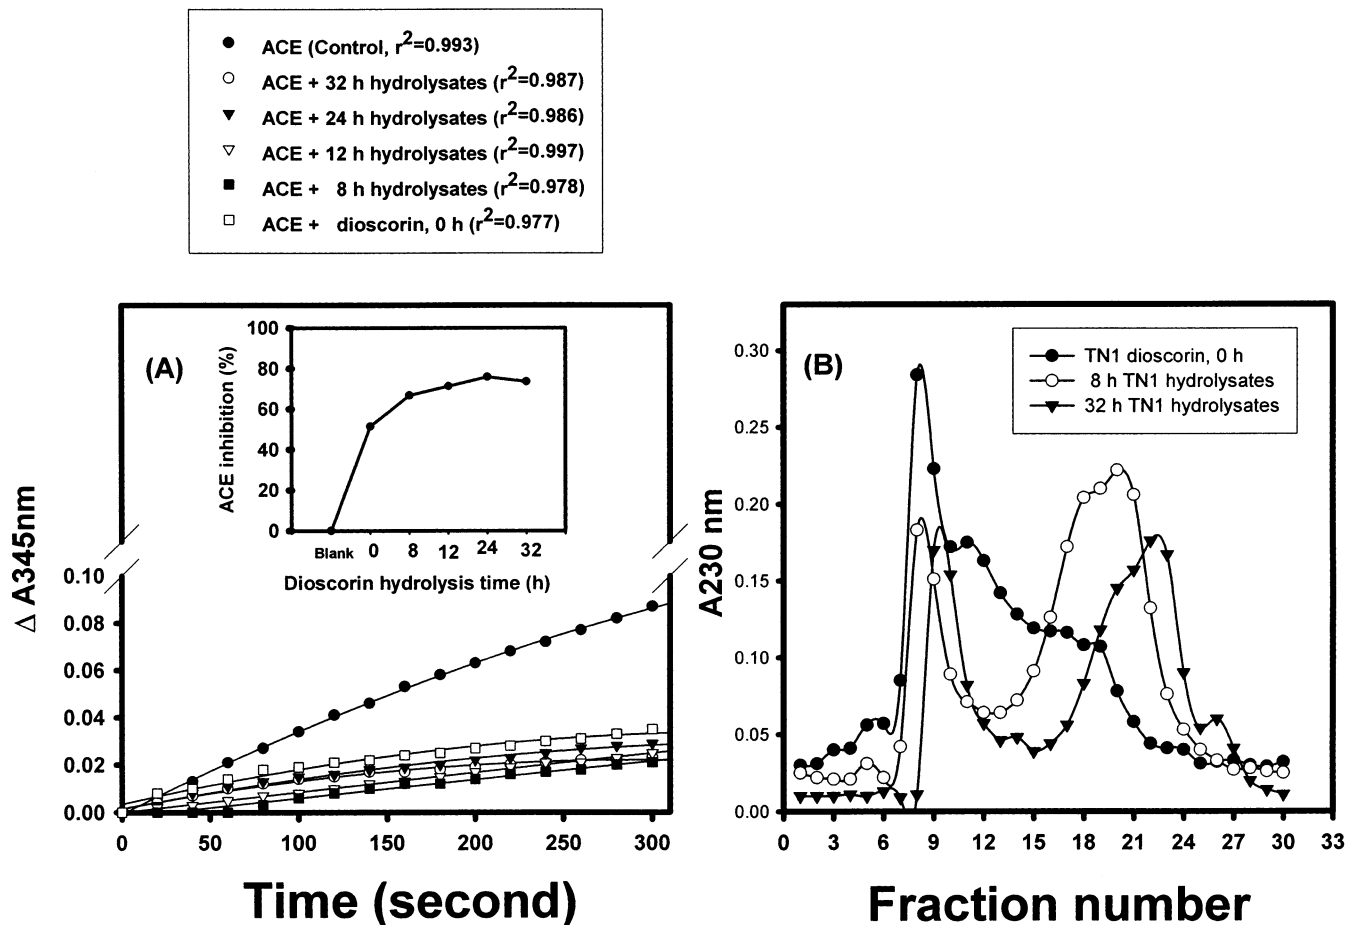 ACE (Control, r2=0.993)
ACE + 32 h hydrolysates (r2=0.987)
ACE + 24 h hydrolysates (r2=0.986)
ACE + 12 h hydrolysates (r2=0.997)
ACE + 8 h hydrolysates (r2=0.978)
ACE + dioscorin, 0 h (r2=0.977)
(A)
Δ A345nm
0.10
0.08
0.06
0.04
0.02
0.00
0 50 100 150 200 250 300
Time (second)
ACE inhibition (%)
100
80
60
40
20
0
Blank 0 8 12 24 32
Dioscorin hydrolysis time (h)
(B)
TN1 dioscorin, 0 h
8 h TN1 hydrolysates
32 h TN1 hydrolysates
A230 nm
0.30
0.25
0.20
0.15
0.10
0.05
0.00
0 3 6 9 12 15 18 21 24 27 30 33
Fraction number